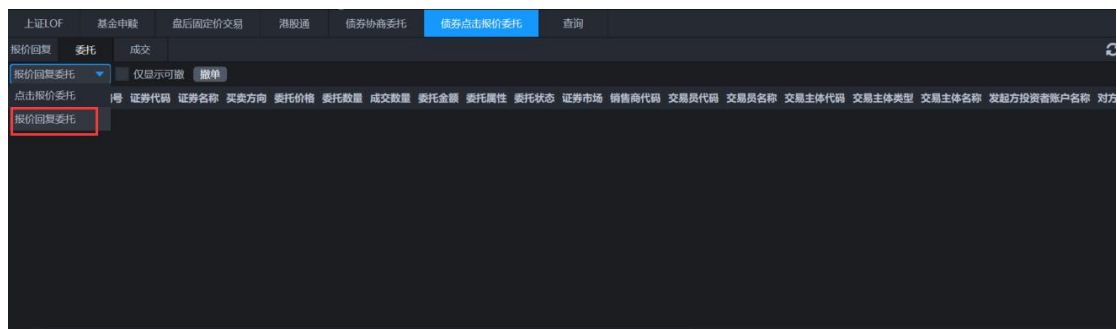 上证LOF 基金申赎 盘后固定价交易 港股通 债券协商委托 债券点击报价委托 查询
报价回复 委托 成交
报价回复委托 仅显示可撤 撤单
点击报价委托 号 证券代码 证券名称 买卖方向 委托价格 委托数量 成交数量 委托金额 委托属性 委托状态 证券市场 销售商代码 交易员代码 交易员名称 交易主体代码 交易主体类型 交易主体名称 发起方投资者账户名称 对方
报价回复委托